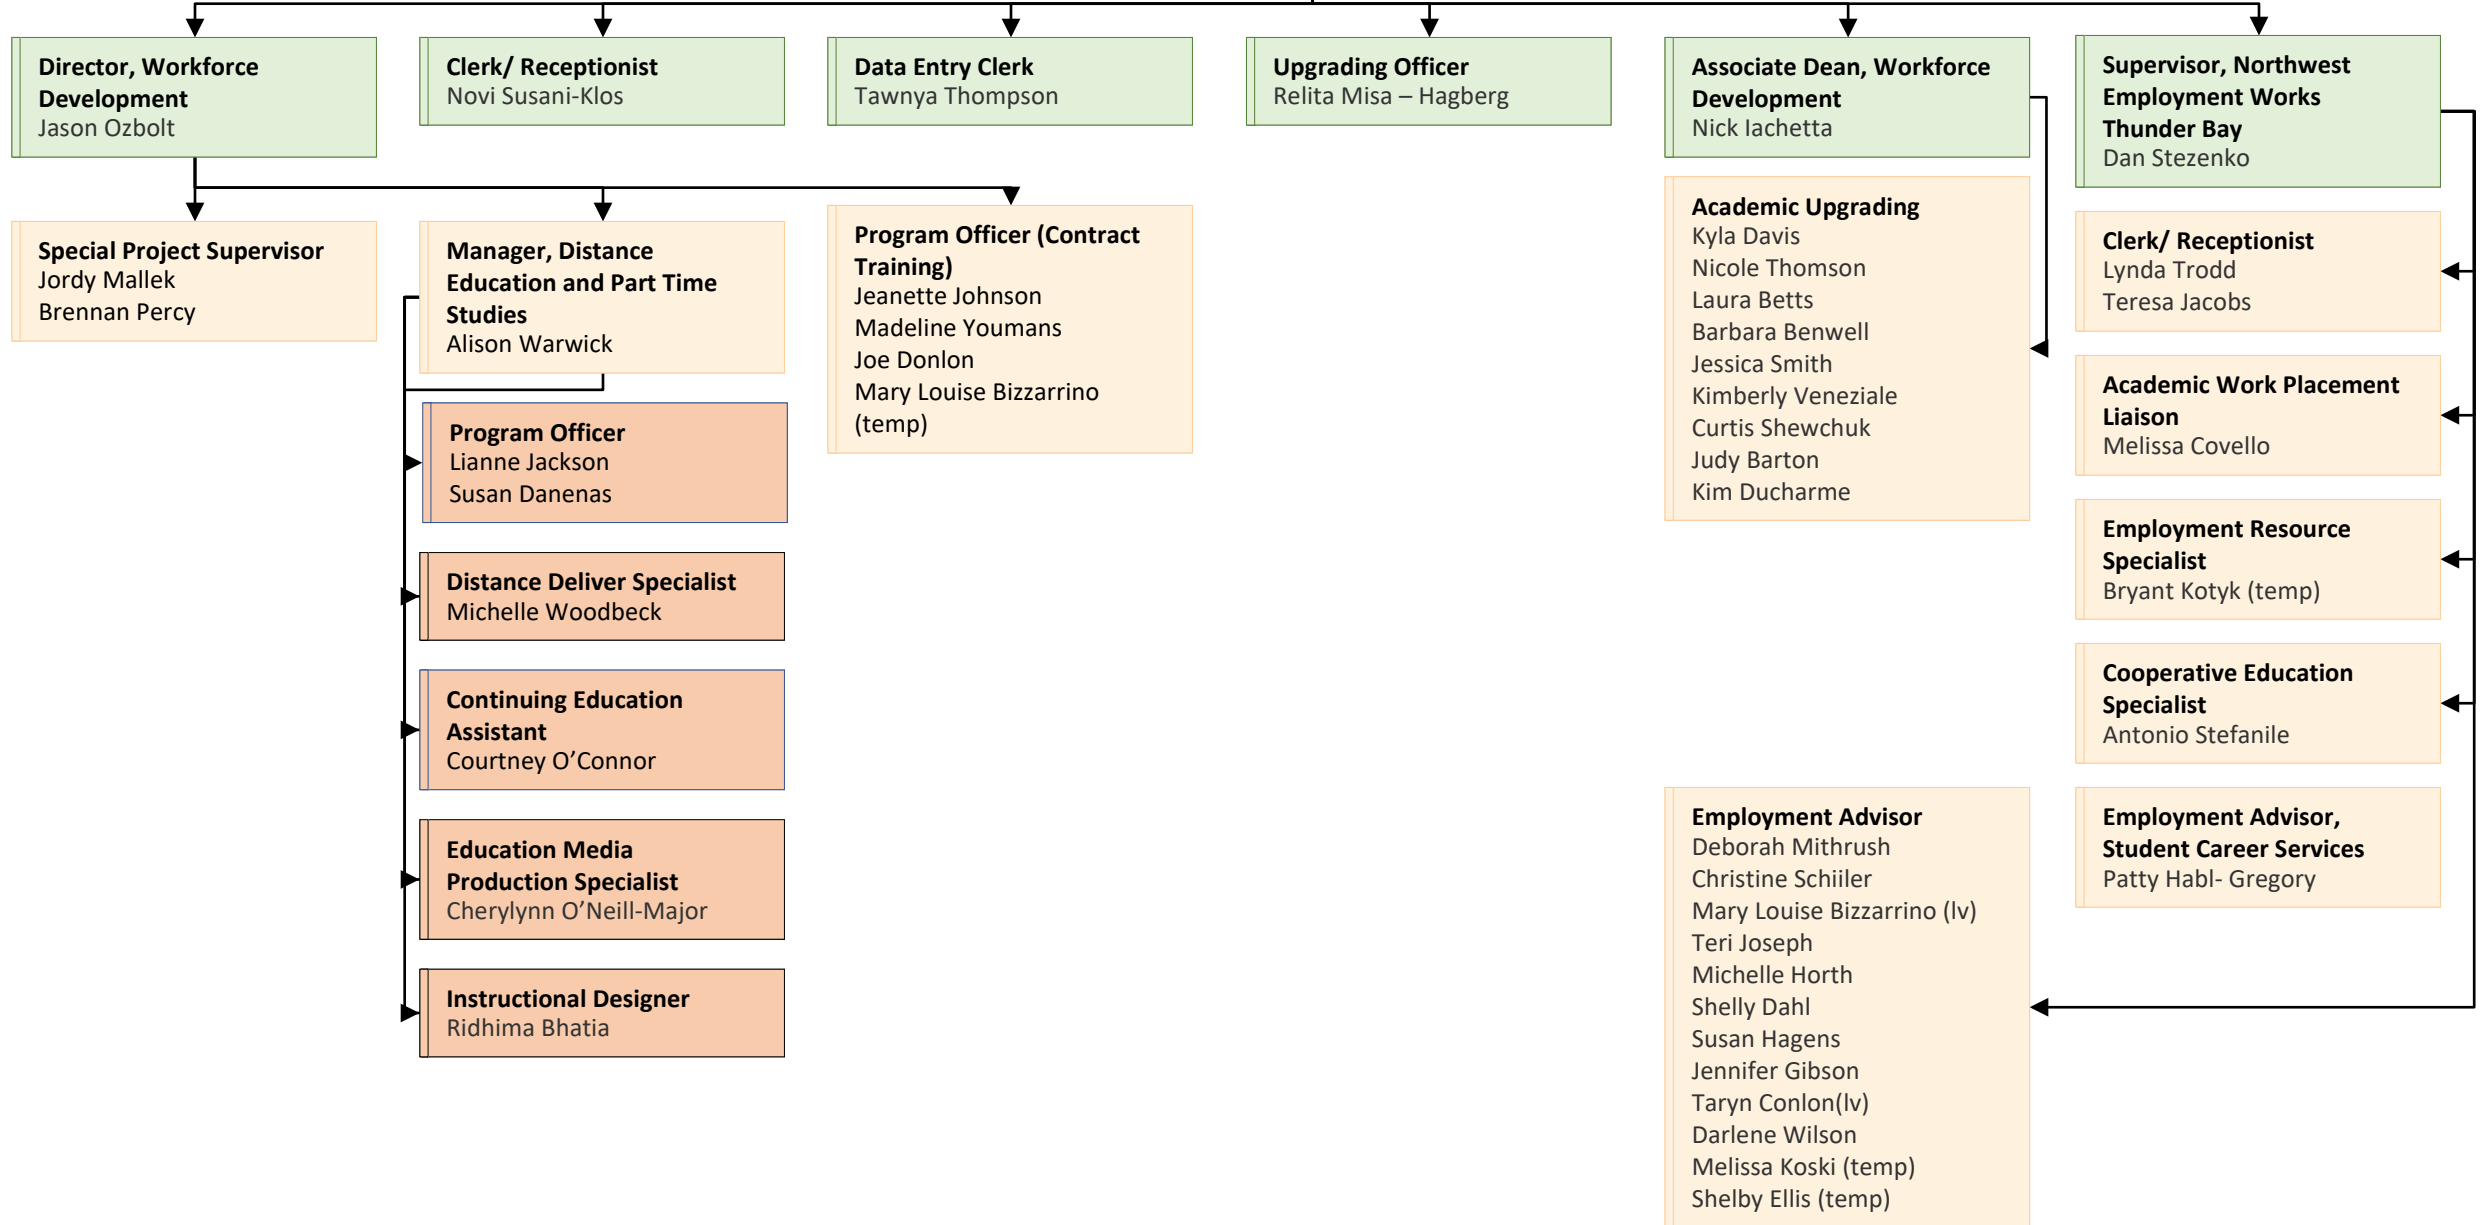 Director, Workforce
Development
Jason Ozbolt
Clerk/ Receptionist
Novi Susani-Klos
Data Entry Clerk
Tawnya Thompson
Upgrading Officer
Relita Misa – Hagberg
Associate Dean, Workforce
Development
Nick Iachetta
Supervisor, Northwest
Employment Works
Thunder Bay
Dan Stezenko
Special Project Supervisor
Jordy Mallek
Brennan Percy
Manager, Distance
Education and Part Time
Studies
Alison Warwick
Program Officer (Contract
Training)
Jeanette Johnson
Madeline Youmans
Joe Donlon
Mary Louise Bizzarrino
(temp)
Academic Upgrading
Kyla Davis
Nicole Thomson
Laura Betts
Barbara Benwell
Jessica Smith
Kimberly Veneziale
Curtis Shewchuk
Judy Barton
Kim Ducharme
Clerk/ Receptionist
Lynda Trodd
Teresa Jacobs
Academic Work Placement
Liaison
Melissa Covello
Employment Resource
Specialist
Bryant Kotyk (temp)
Cooperative Education
Specialist
Antonio Stefanile
Employment Advisor,
Student Career Services
Patty Habl- Gregory
Program Officer
Lianne Jackson
Susan Danenas
Distance Deliver Specialist
Michelle Woodbeck
Continuing Education
Assistant
Courtney O’Connor
Education Media
Production Specialist
Cherylynn O’Neill-Major
Instructional Designer
Ridhima Bhatia
Employment Advisor
Deborah Mithrush
Christine Schiiler
Mary Louise Bizzarrino (lv)
Teri Joseph
Michelle Horth
Shelly Dahl
Susan Hagens
Jennifer Gibson
Taryn Conlon(lv)
Darlene Wilson
Melissa Koski (temp)
Shelby Ellis (temp)